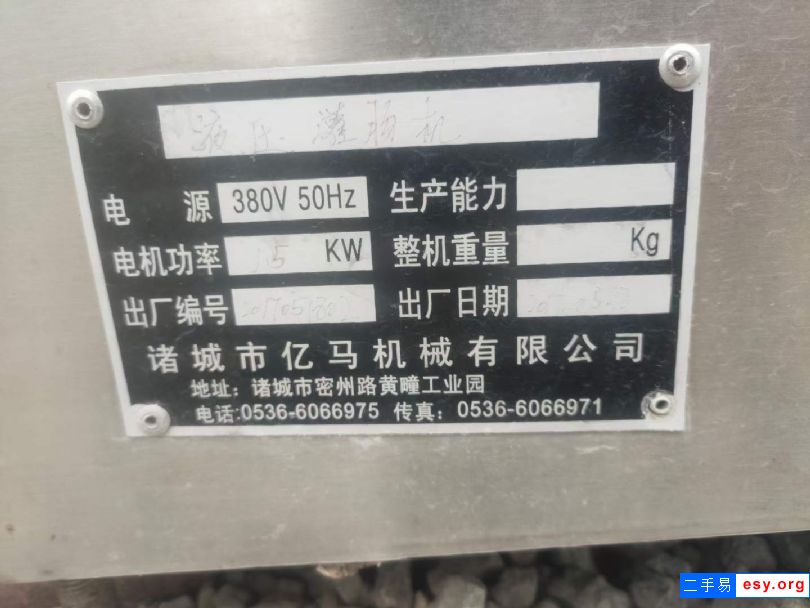 液压灌肠机
电 源 380V 50Hz 生产能力
电机功率 1.5 KW 整机重量 Kg
出厂编号 出厂日期
诸城市亿马机械有限公司
地址：诸城市密州路黄疃工业园
电话:0536-6066975 传真：0536-6066971
二手易 esy.org